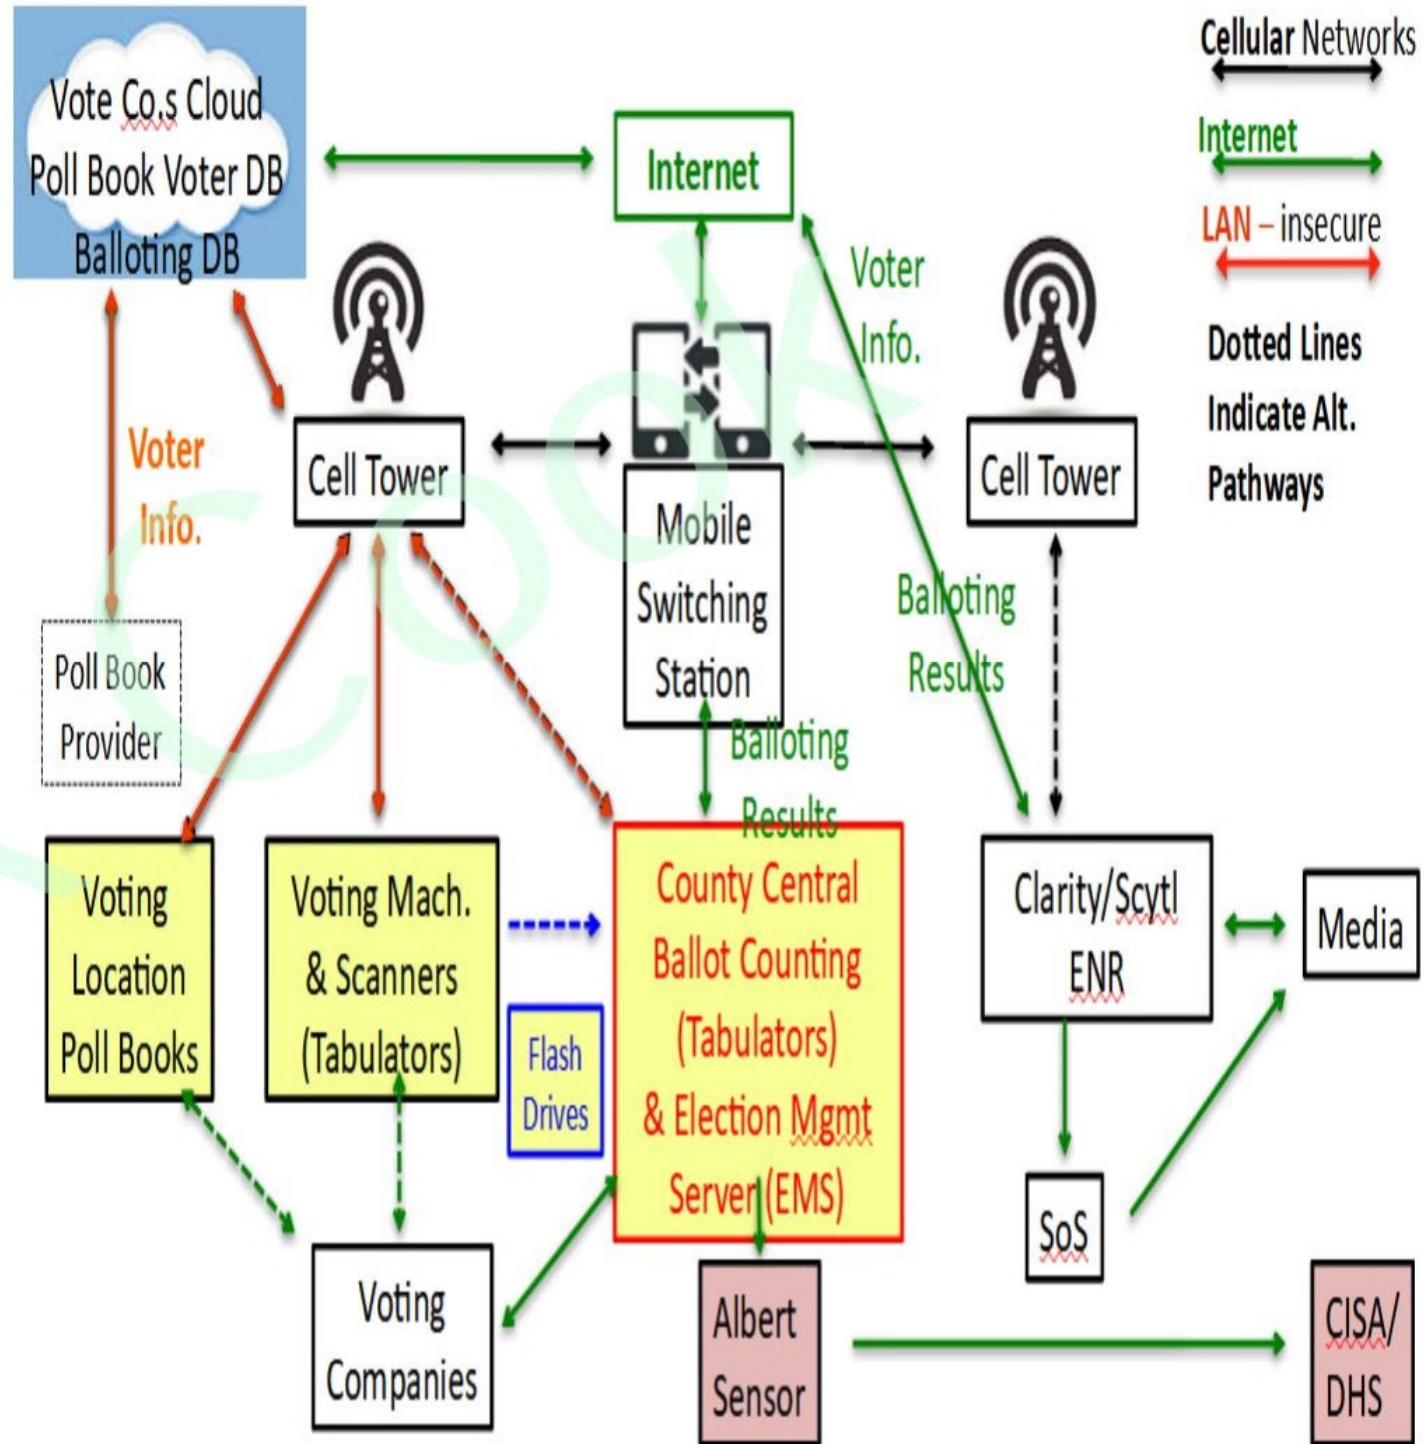 Vote Co.s Cloud
Poll Book Voter DB
Balloting DB
Internet
Cellular Networks
Internet
LAN – insecure
Dotted Lines
Indicate Alt.
Pathways
Voter
Info.
Voter
Info.
Cell Tower
Mobile
Switching
Station
Cell Tower
Balloting
Results
Poll Book
Provider
Balloting
Results
Voting
Location
Poll Books
Voting Mach.
& Scanners
(Tabulators)
Flash
Drives
County Central
Ballot Counting
(Tabulators)
& Election Mgmt
Server (EMS)
Clarity/Scytl
ENR
Media
SoS
Voting
Companies
Albert
Sensor
CISA/
DHS
Cook